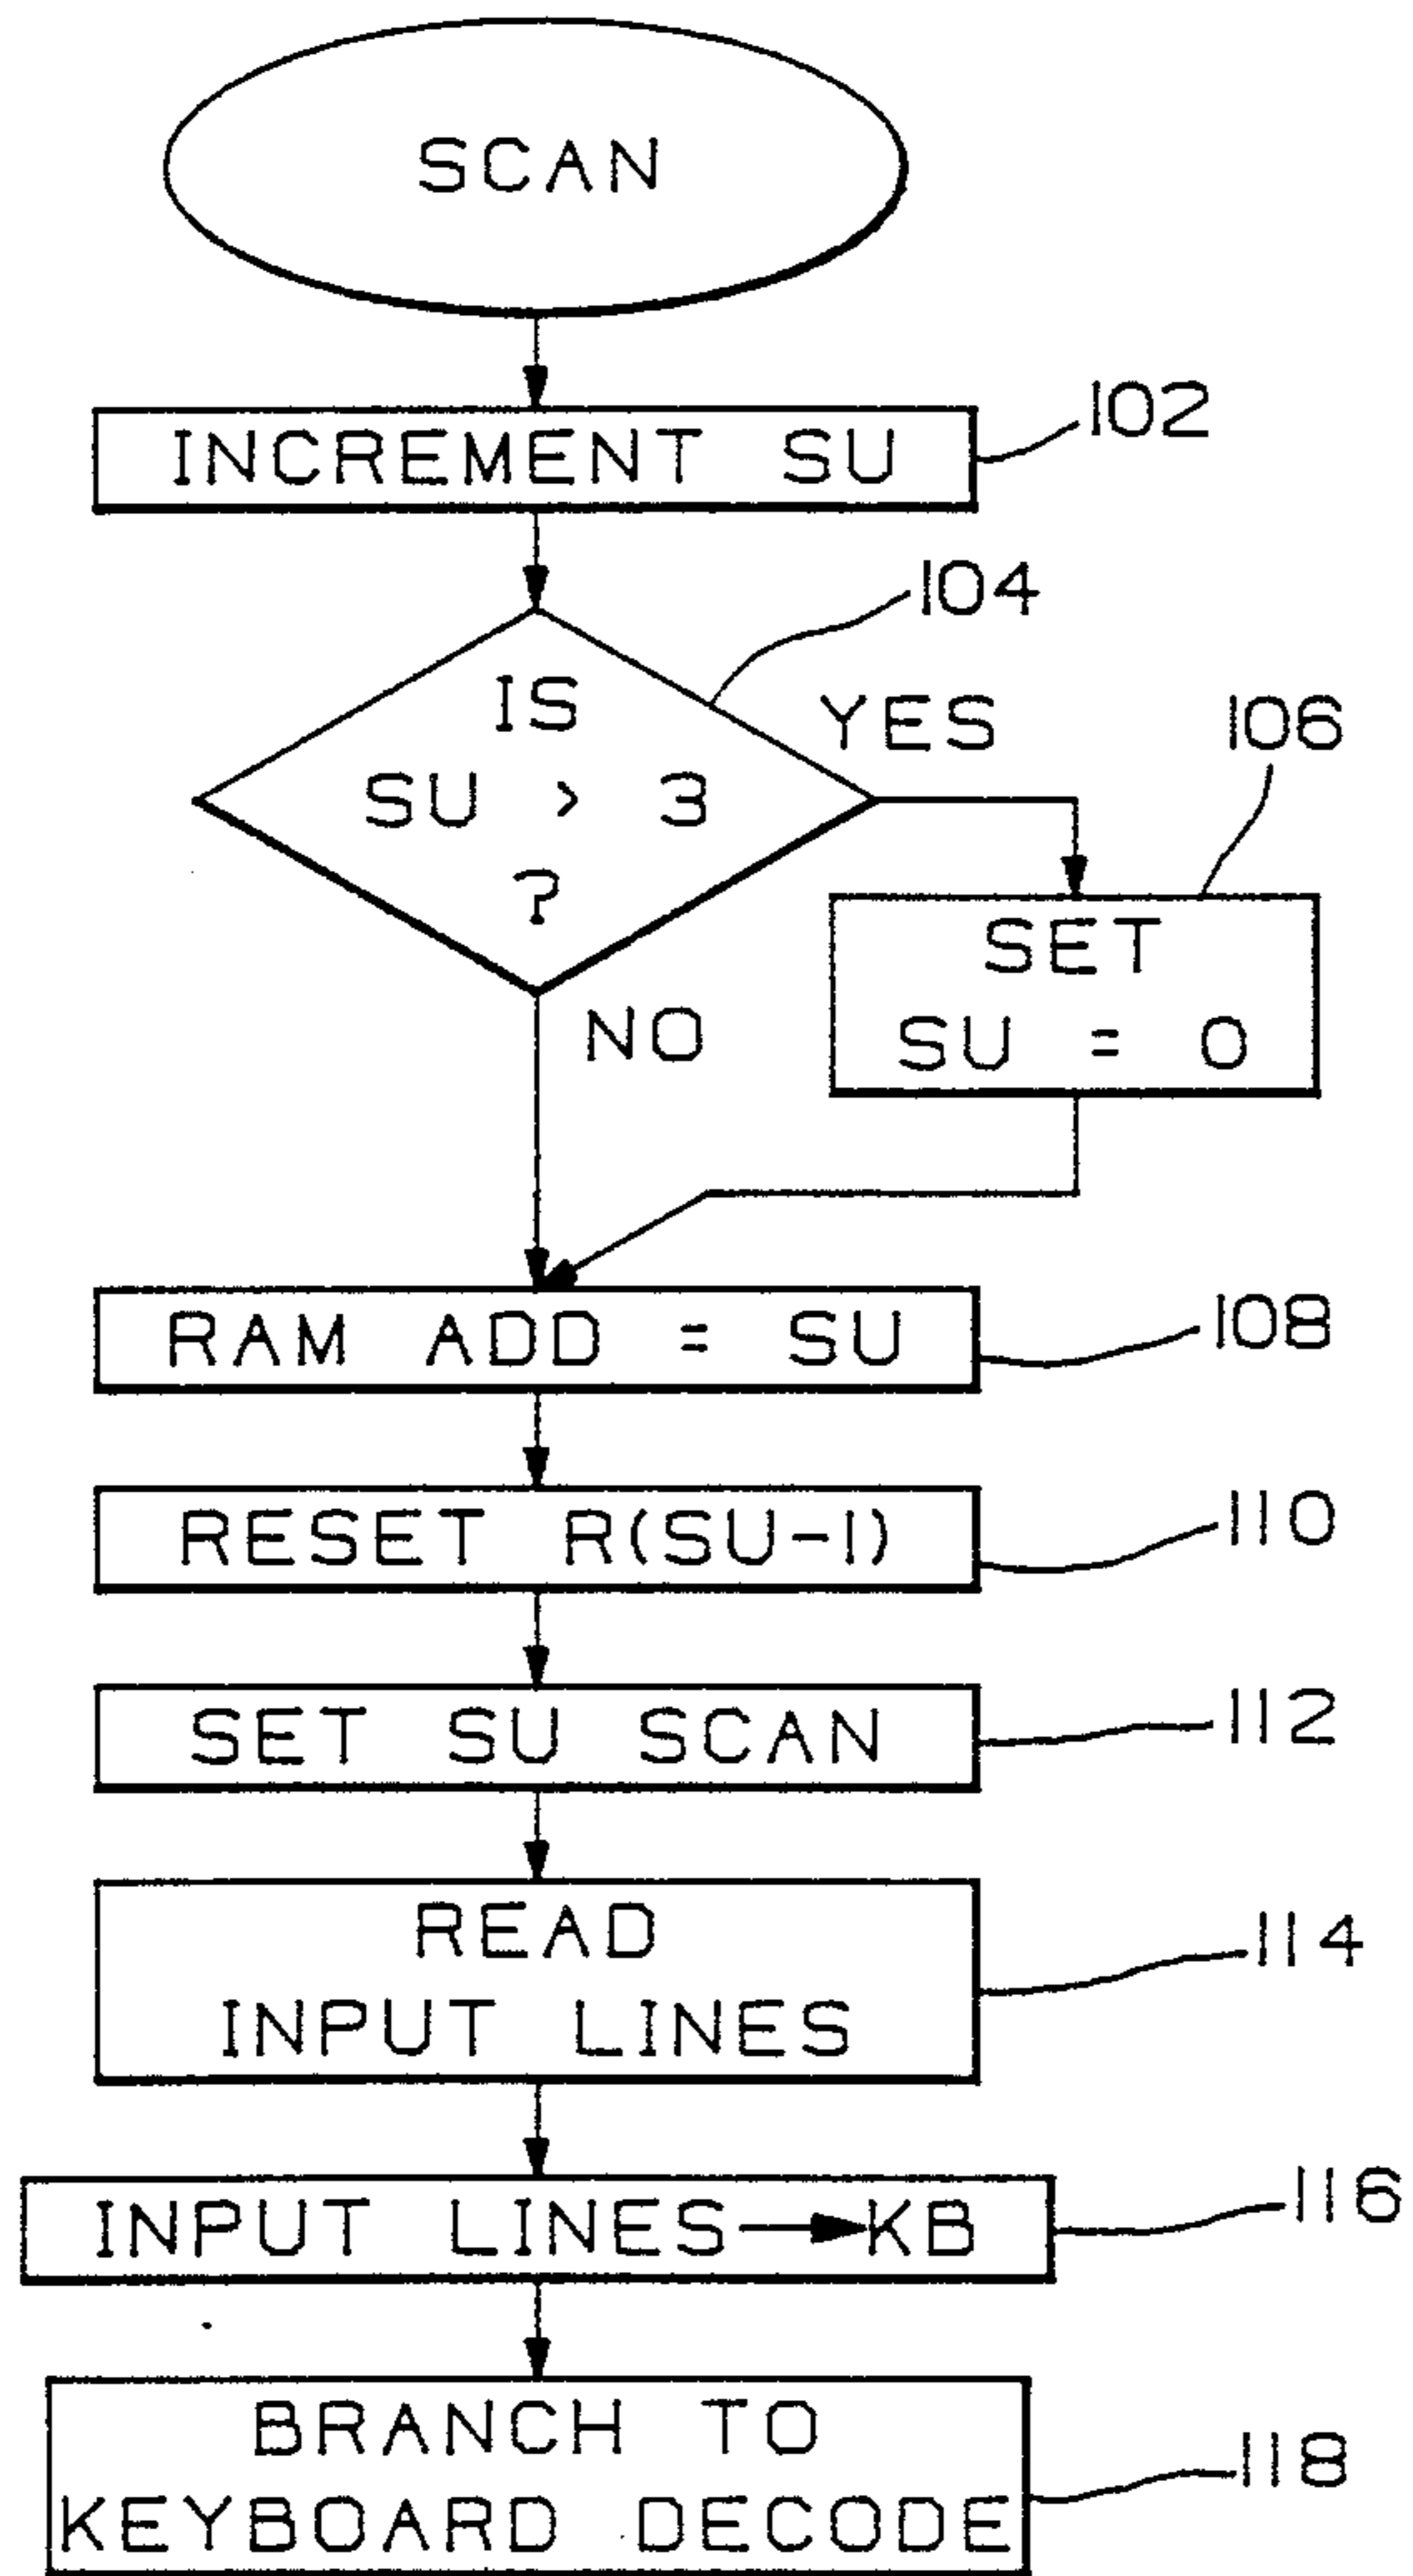 SCAN
INCREMENT SU
102
104
IS
SU > 3
?
YES
106
SET
SU = 0
NO
RAM ADD = SU
108
RESET R(SU-1)
110
SET SU SCAN
112
READ
INPUT LINES
114
INPUT LINES→KB
116
BRANCH TO
KEYBOARD DECODE
118